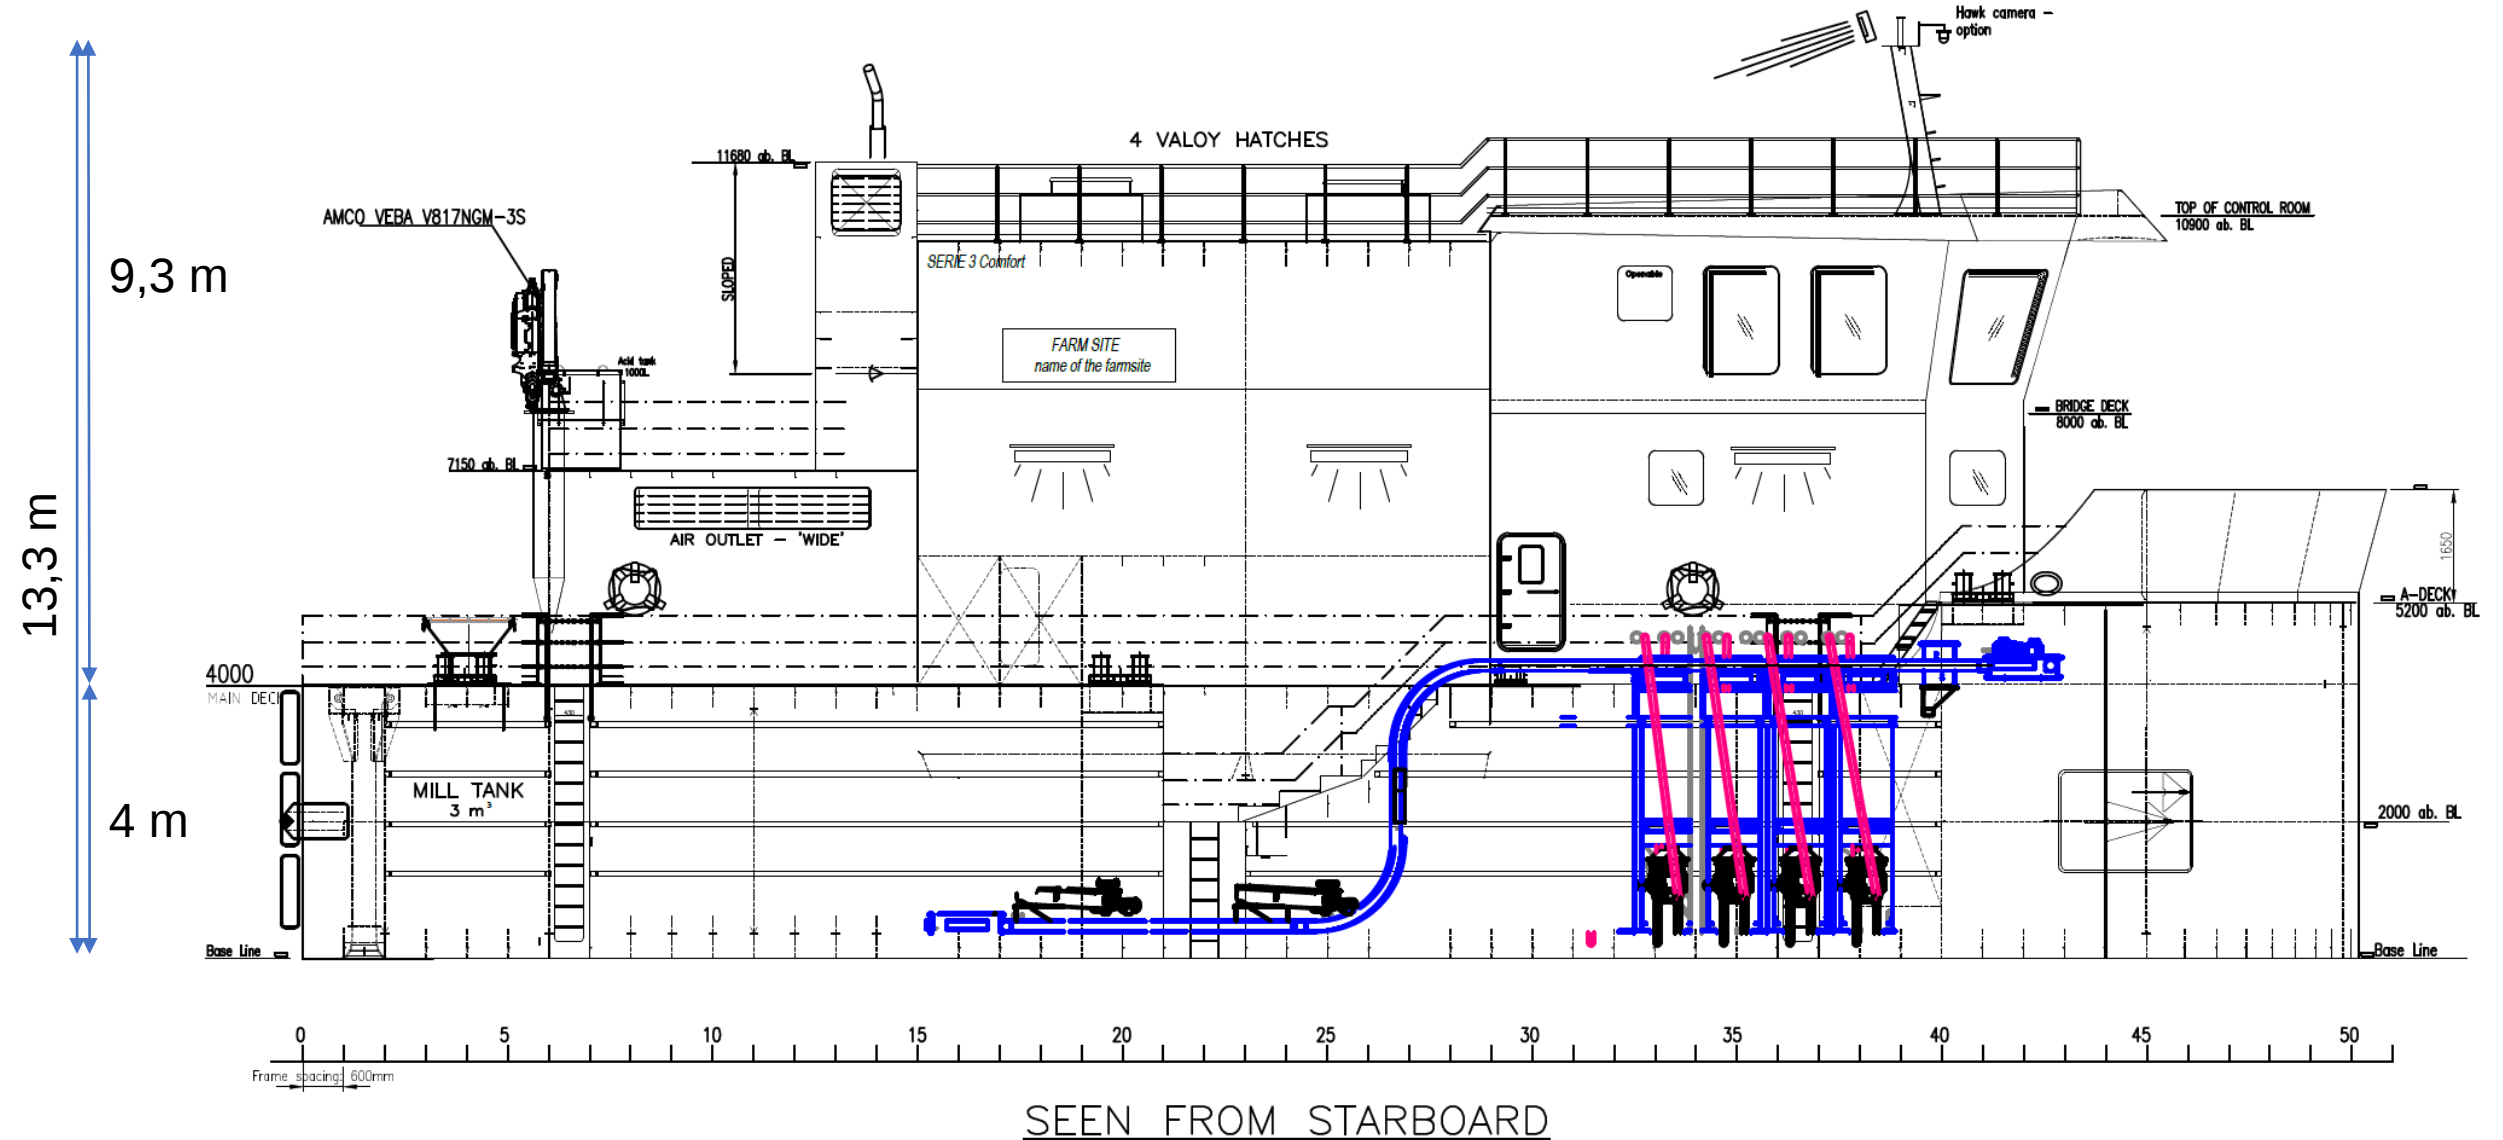 Hawk camera –
option
4 VALOY HATCHES
11680 ab. BL
AMCO VEBA V817NGM-3S
TOP OF CONTROL ROOM
10900 ab. BL
SERIE 3 Comfort
SLOPED
Openable
9,3 m
FARM SITE
name of the farmsite
Acid tank
1000L
BRIDGE DECK
8000 ab. BL
7150 ab. BL
AIR OUTLET – 'WIDE'
1650
13,3 m
A-DECK
5200 ab. BL
4000
MAIN DECK
430
430
MILL TANK
3 m³
4 m
2000 ab. BL
Base Line
Base Line
0 5 10 15 20 25 30 35 40 45 50
Frame spacing: 600mm
SEEN FROM STARBOARD